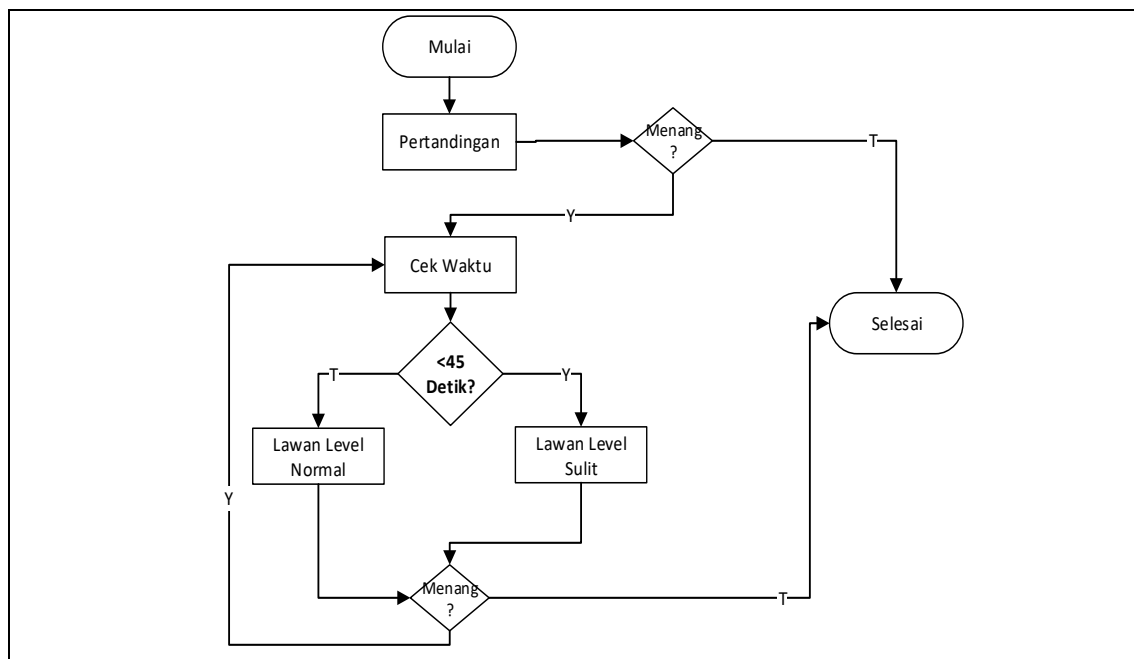 Mulai
Pertandingan
Menang
?
T
Y
Cek Waktu
Selesai
<45
Detik?
T
Y
Lawan Level
Normal
Lawan Level
Sulit
Y
Menang
?
T